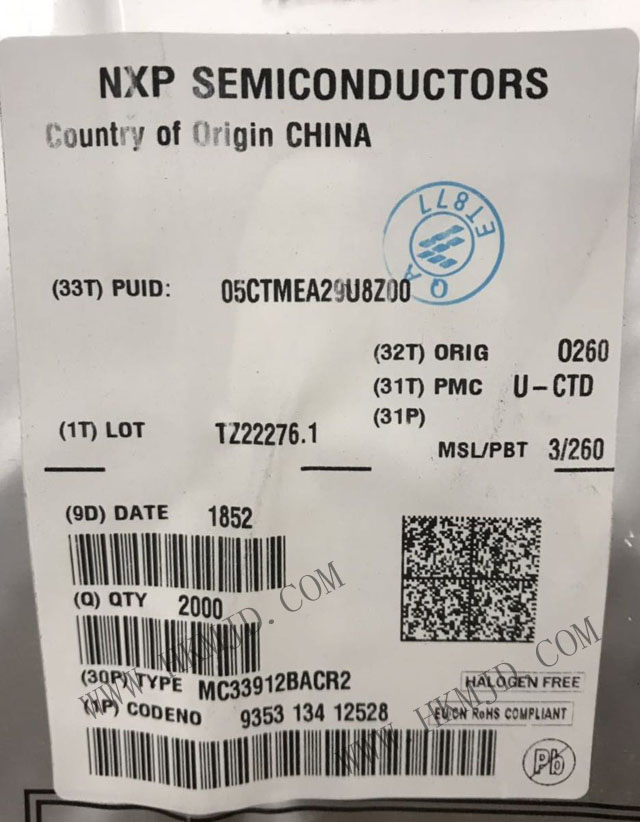 NXP SEMICONDUCTORS
Country of Origin CHINA
QA ET877
(33T) PUID: 05CTMEA29U8Z00
(32T) ORIG 0260
(31T) PMC U-CTD
(31P)
(1T) LOT TZ22276.1
MSL/PBT 3/260
(9D) DATE 1852
(Q) QTY 2000
(30P) TYPE MC33912BACR2
HALOGEN FREE
(1P) CODENO 9353 134 12528
EU/CN RoHS COMPLIANT
Pb
WWW.HKMJD.COM
WWW.HKMJD.COM